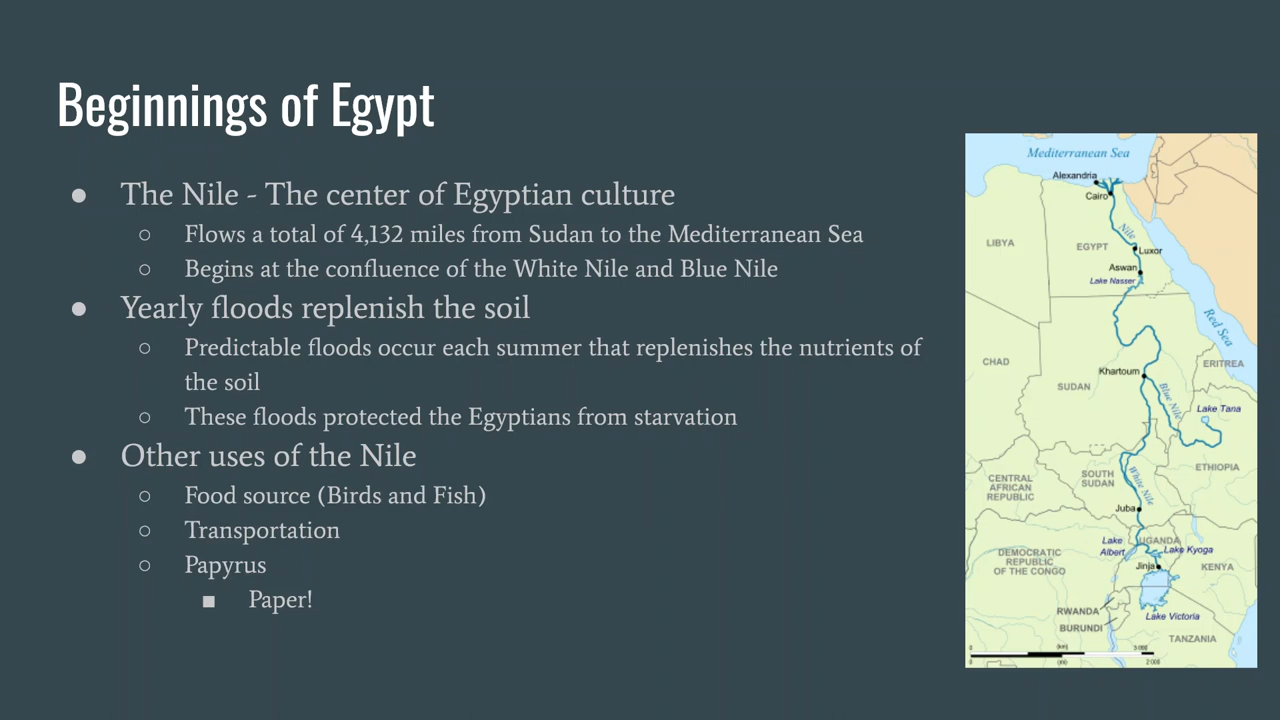 Beginnings of Egypt
● The Nile - The center of Egyptian culture
○ Flows a total of 4,132 miles from Sudan to the Mediterranean Sea
○ Begins at the confluence of the White Nile and Blue Nile
● Yearly floods replenish the soil
○ Predictable floods occur each summer that replenishes the nutrients of
the soil
○ These floods protected the Egyptians from starvation
● Other uses of the Nile
○ Food source (Birds and Fish)
○ Transportation
○ Papyrus
■ Paper!
Mediterranean Sea
Alexandria
Cairo
Nile
LIBYA
EGYPT
Luxor
Aswan
Lake Nasser
Red Sea
CHAD
Khartoum
ERITREA
SUDAN
Blue Nile
Lake Tana
ETHIOPIA
CENTRAL
AFRICAN
REPUBLIC
SOUTH
SUDAN
White Nile
Juba
Lake
Albert
UGANDA
Lake Kyoga
DEMOCRATIC
REPUBLIC
OF THE CONGO
Jinja
KENYA
RWANDA
Lake Victoria
BURUNDI
TANZANIA
0 (km)
0 (mi) 2 000